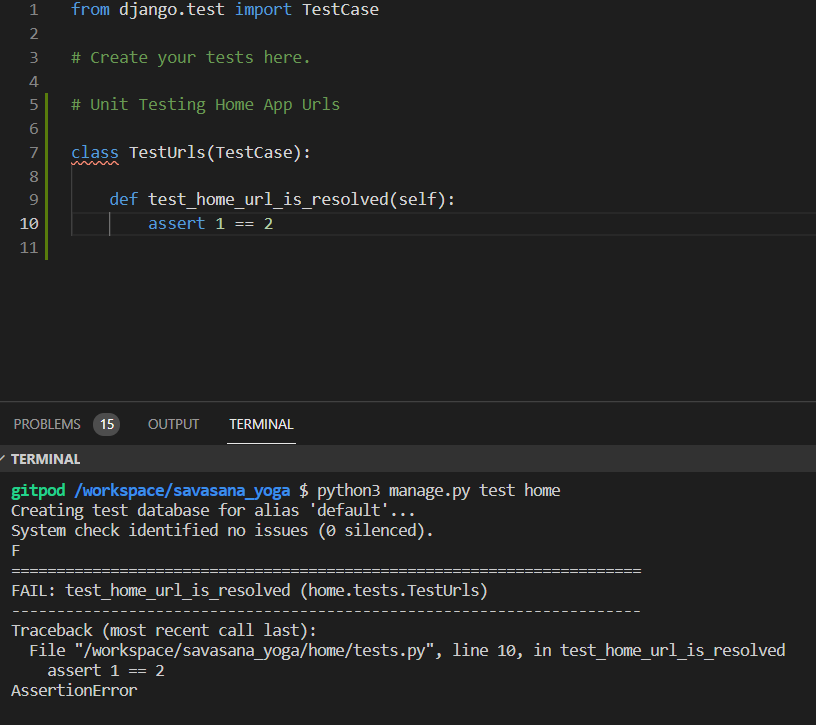 1 from django.test import TestCase
2
3 # Create your tests here.
4
5 # Unit Testing Home App Urls
6
7 class TestUrls(TestCase):
8
9     def test_home_url_is_resolved(self):
10         assert 1 == 2
11
PROBLEMS 15 OUTPUT TERMINAL
TERMINAL
gitpod /workspace/savasana_yoga $ python3 manage.py test home
Creating test database for alias 'default'...
System check identified no issues (0 silenced).
F
======================================================================
FAIL: test_home_url_is_resolved (home.tests.TestUrls)
----------------------------------------------------------------------
Traceback (most recent call last):
  File "/workspace/savasana_yoga/home/tests.py", line 10, in test_home_url_is_resolved
    assert 1 == 2
AssertionError